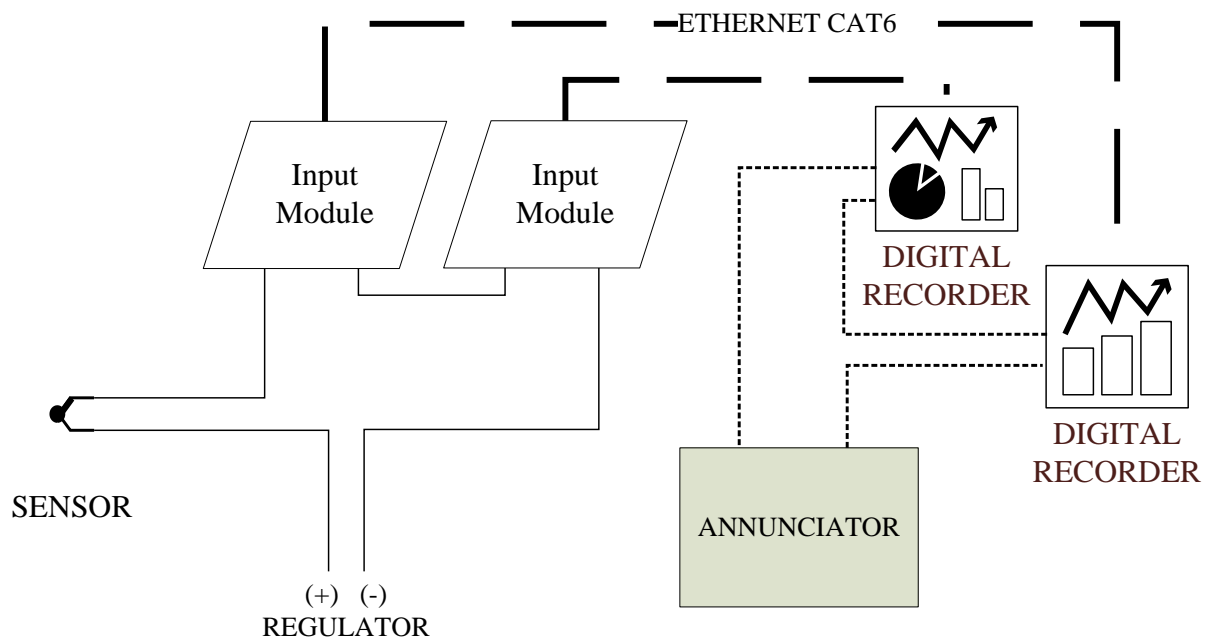 ETHERNET CAT6
Input
Module
Input
Module
DIGITAL
RECORDER
DIGITAL
RECORDER
SENSOR
ANNUNCIATOR
(+) (-)
REGULATOR